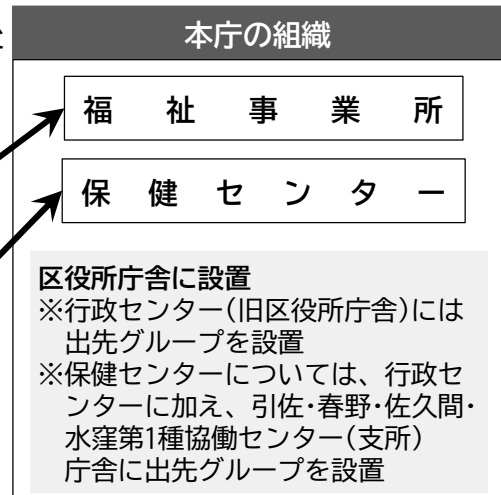 本庁の組織
福祉事業所
保健センター
区役所庁舎に設置
※行政センター(旧区役所庁舎)には
出先グループを設置
※保健センターについては、行政セ
ンターに加え、引佐・春野・佐久間・
水窪第1種協働センター(支所)
庁舎に出先グループを設置